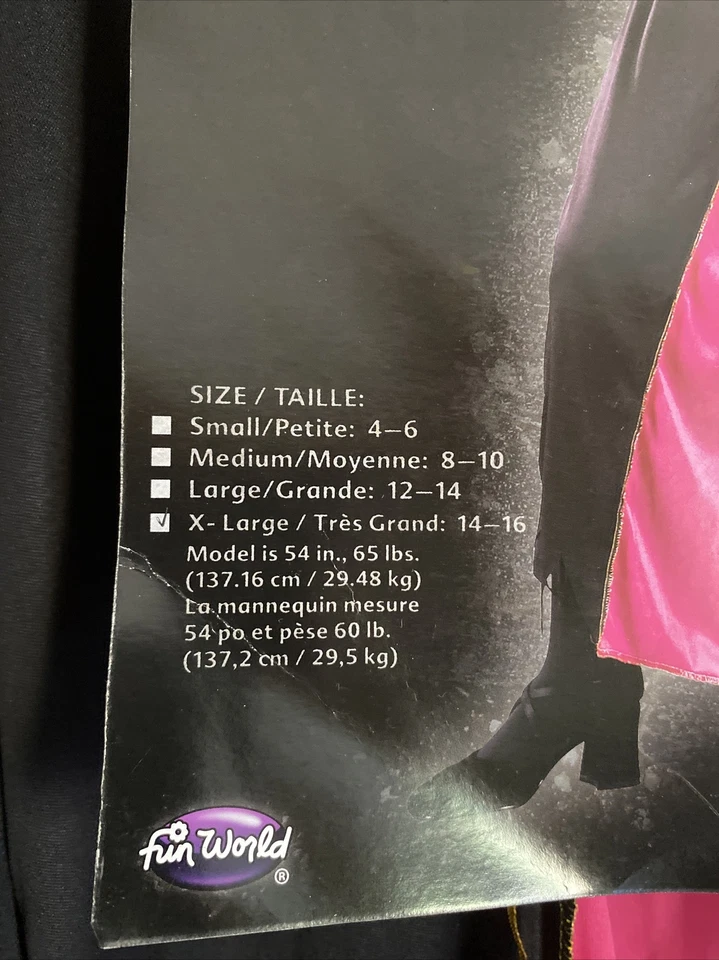 SIZE / TAILLE:
Small/Petite: 4–6
Medium/Moyenne: 8–10
Large/Grande: 12–14
X- Large / Très Grand: 14–16
Model is 54 in., 65 lbs.
(137.16 cm / 29.48 kg)
La mannequin mesure
54 po et pèse 60 lb.
(137,2 cm / 29,5 kg)
fun World
®